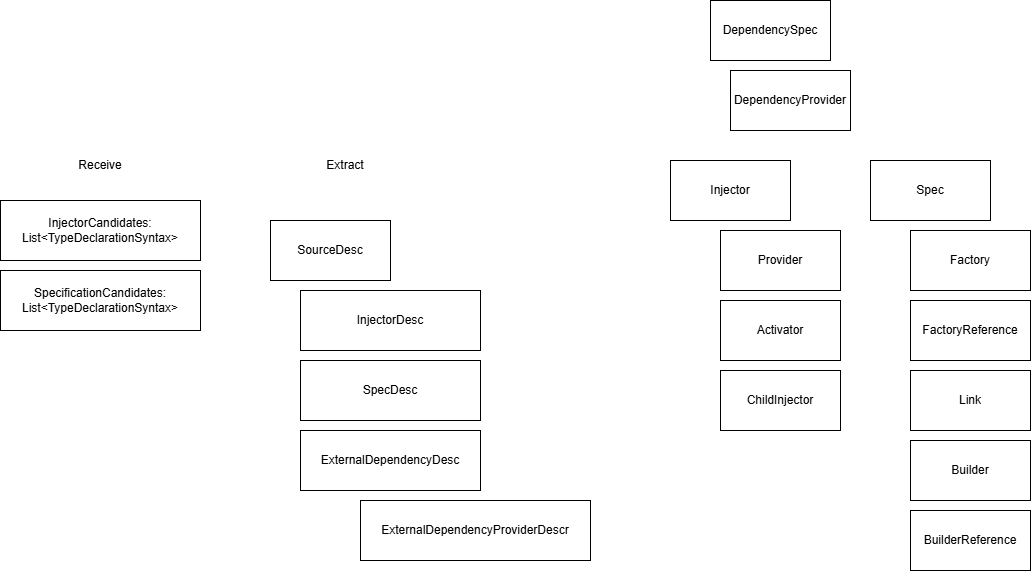 DependencySpec
DependencyProvider
Receive
Extract
Injector
Spec
InjectorCandidates:
List<TypeDeclarationSyntax>
SpecificationCandidates:
List<TypeDeclarationSyntax>
SourceDesc
InjectorDesc
SpecDesc
ExternalDependencyDesc
ExternalDependencyProviderDescr
Provider
Activator
ChildInjector
Factory
FactoryReference
Link
Builder
BuilderReference